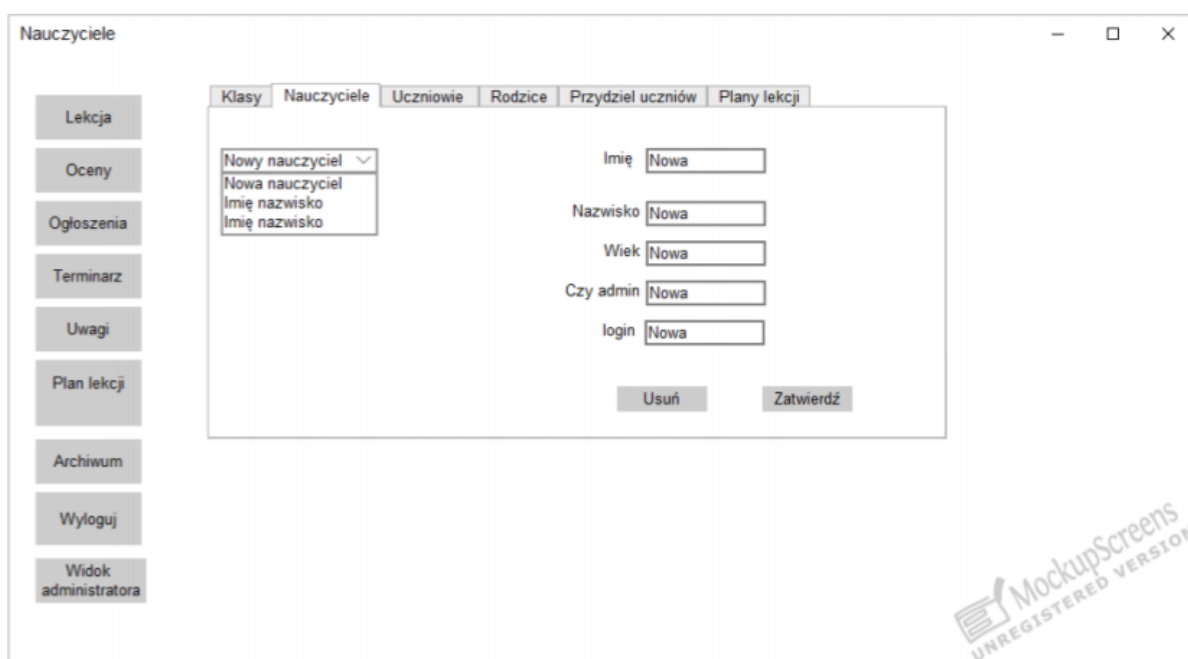 Nauczyciele
Klasy Nauczyciele Uczniowie Rodzice Przydziel uczniów Plany lekcji
Lekcja
Oceny
Ogłoszenia
Terminarz
Uwagi
Plan lekcji
Archiwum
Wyloguj
Widok
administratora
Nowy nauczyciel
Nowa nauczyciel
Imię nazwisko
Imię nazwisko
Imię Nowa
Nazwisko Nowa
Wiek Nowa
Czy admin Nowa
login Nowa
Usuń Zatwierdź
MockupScreens
UNREGISTERED VERSION